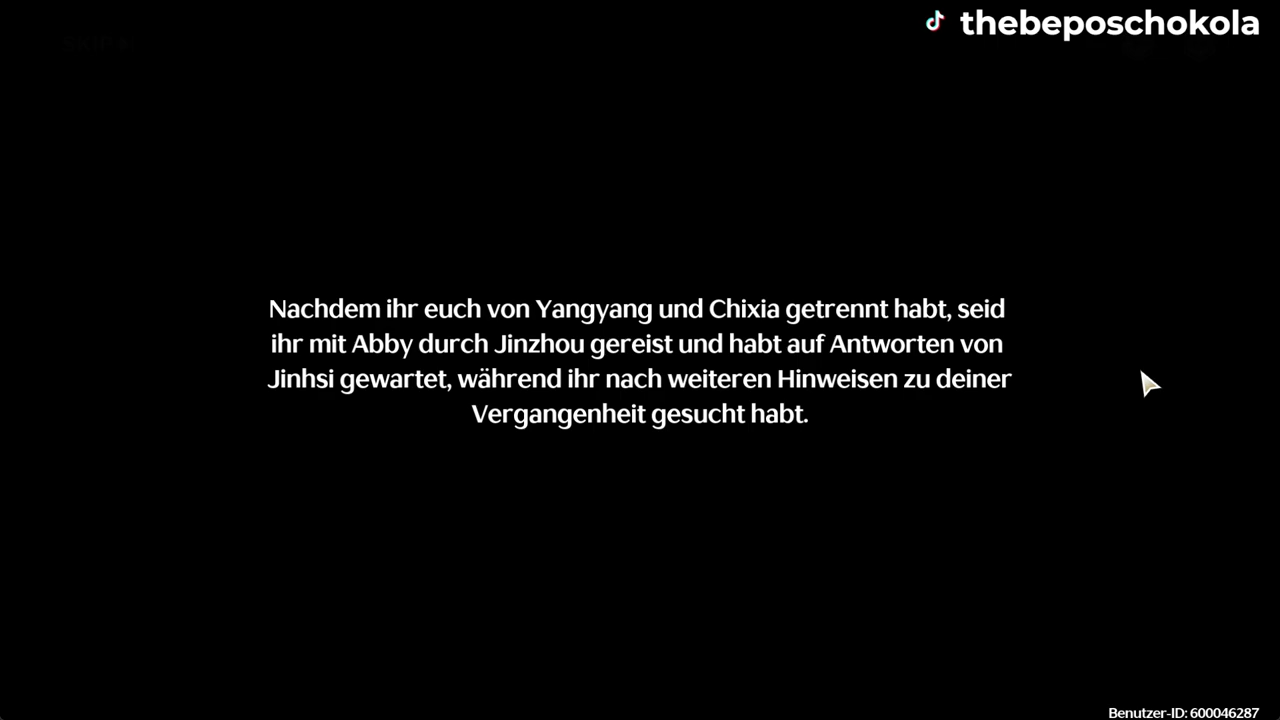 thebeposchokola
SKIP
Nachdem ihr euch von Yangyang und Chixia getrennt habt, seid
ihr mit Abby durch Jinzhou gereist und habt auf Antworten von
Jinhsi gewartet, während ihr nach weiteren Hinweisen zu deiner
Vergangenheit gesucht habt.
Benutzer-ID: 600046287